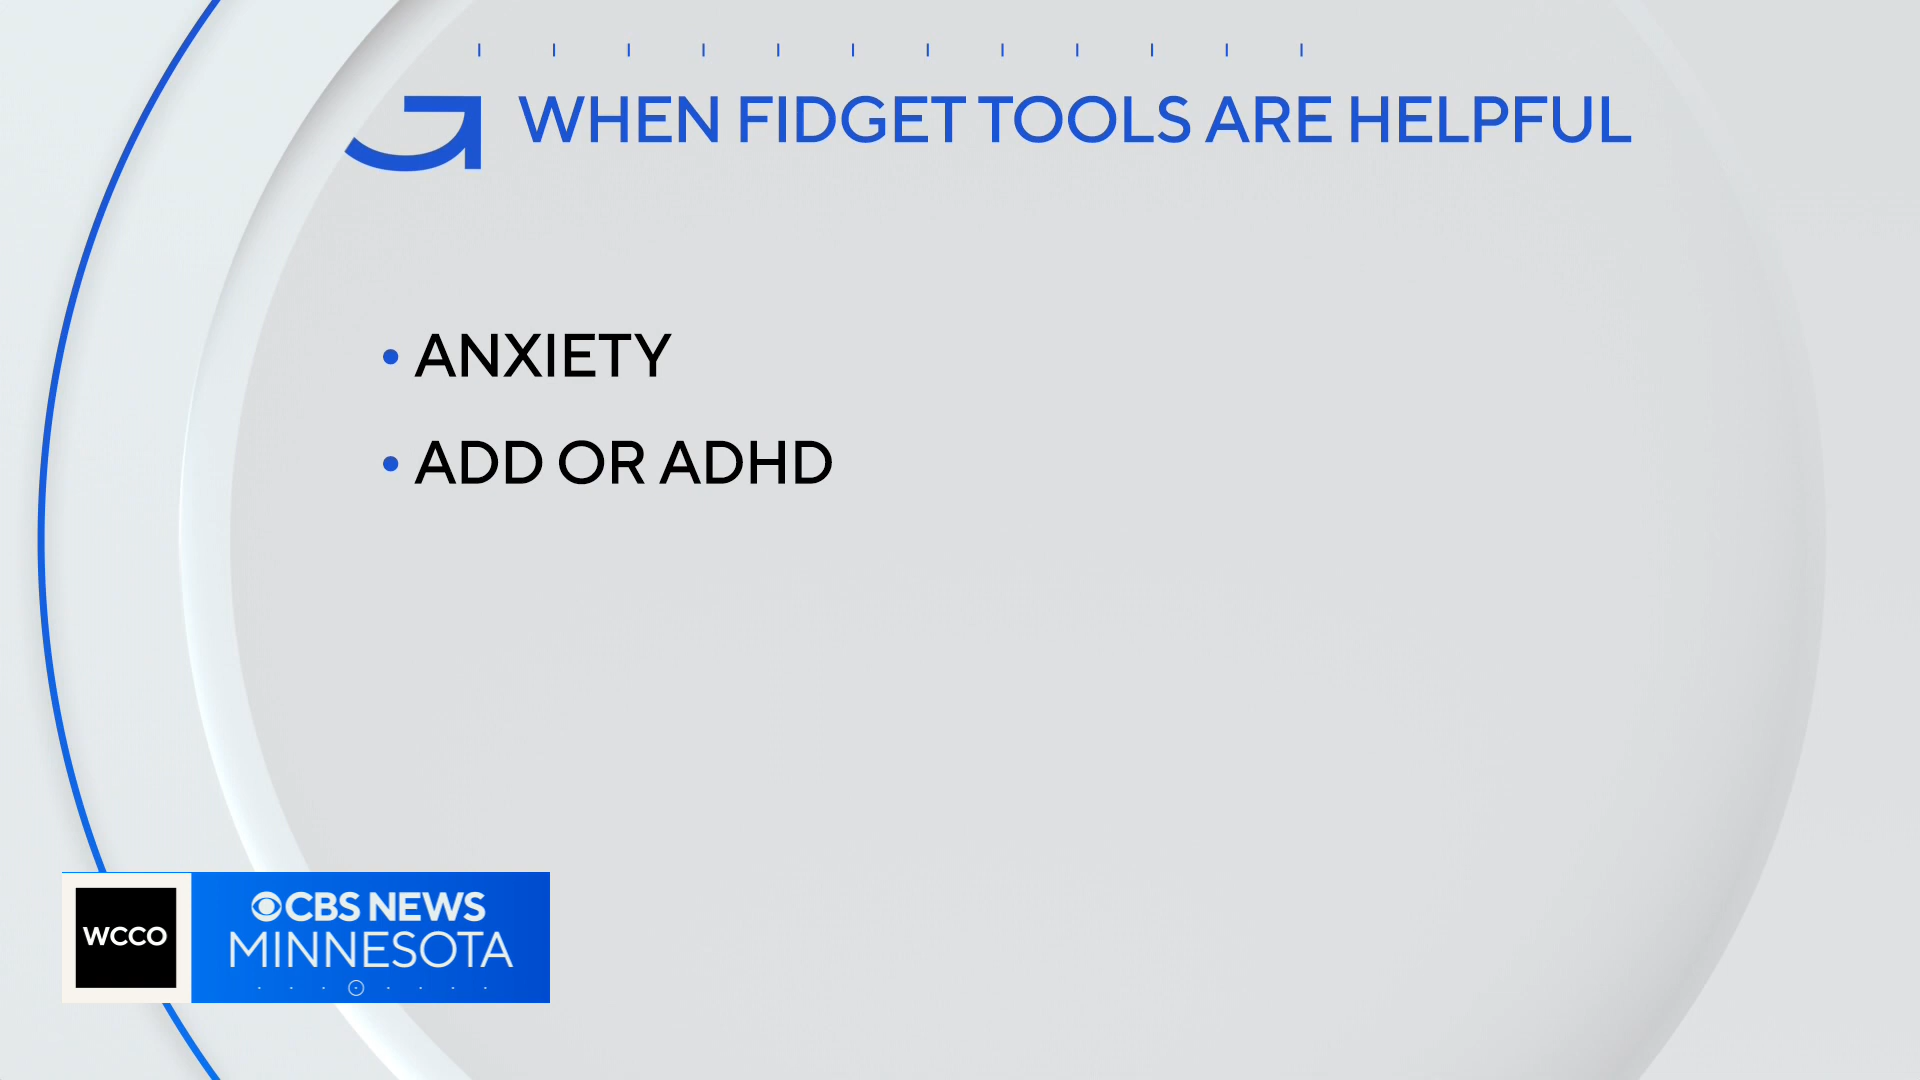 WHEN FIDGET TOOLS ARE HELPFUL
• ANXIETY
• ADD OR ADHD
WCCO
CBS NEWS
MINNESOTA